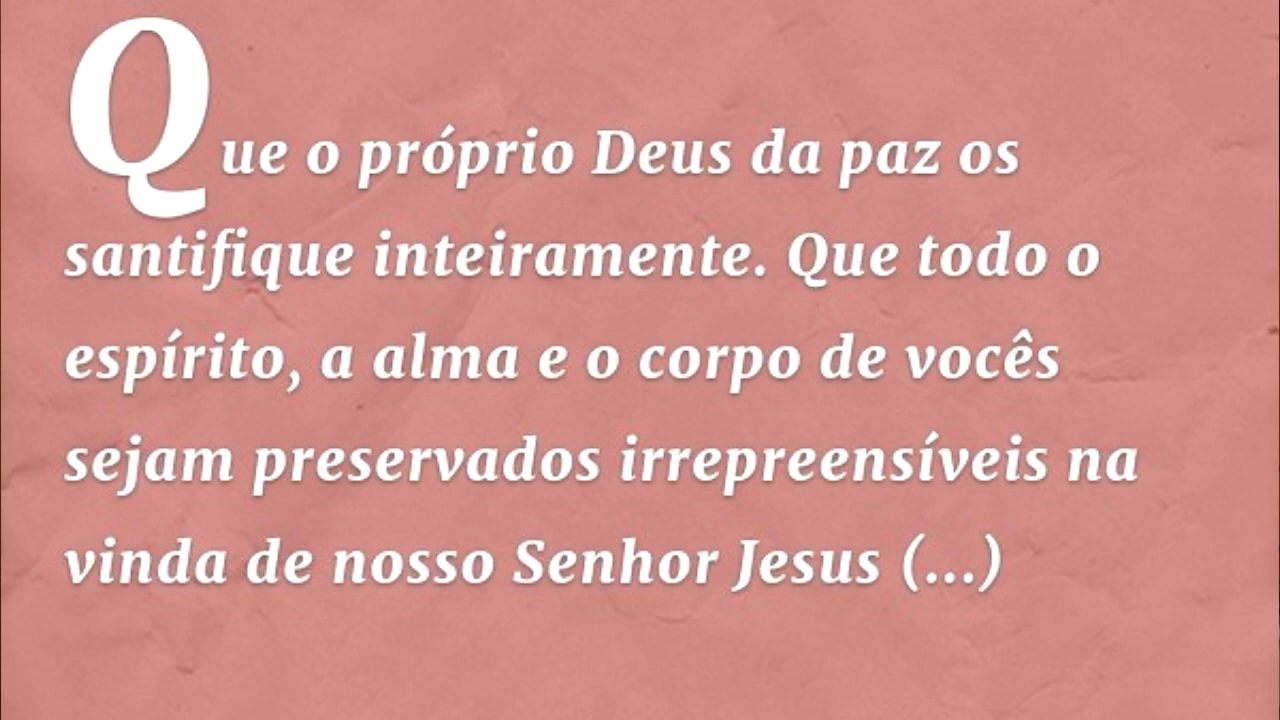 Que o próprio Deus da paz os
santifique inteiramente. Que todo o
espírito, a alma e o corpo de vocês
sejam preservados irrepreensíveis na
vinda de nosso Senhor Jesus (...)